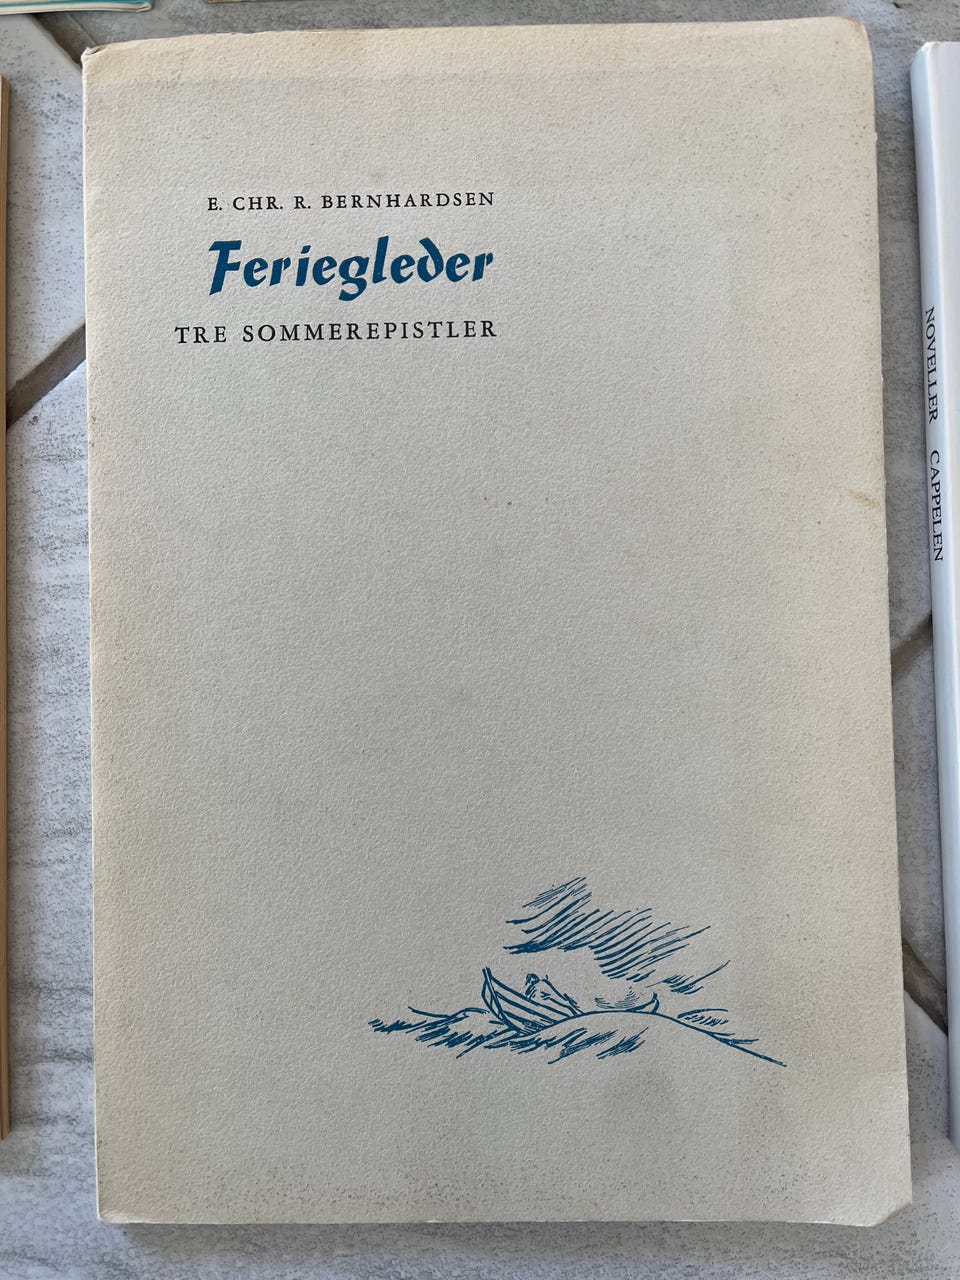 E. CHR. R. BERNHARDSEN
Feriegleder
TRE SOMMEREPISTLER
NOVELLER CAPPELEN